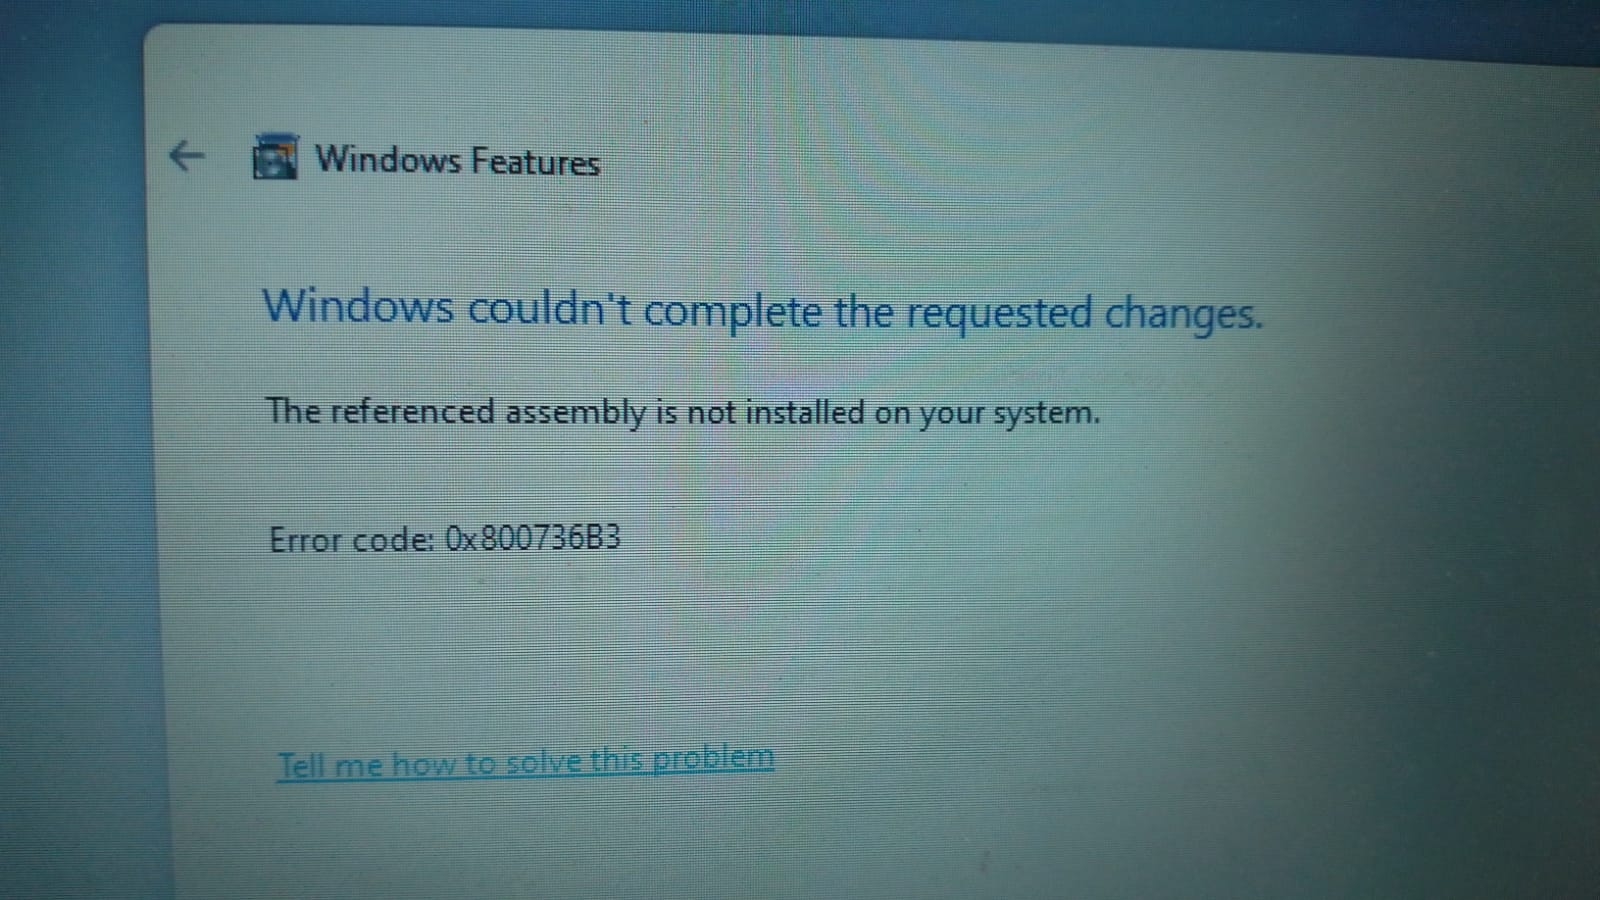 Windows Features
Windows couldn't complete the requested changes.
The referenced assembly is not installed on your system.
Error code: 0x800736B3
Tell me how to solve this problem